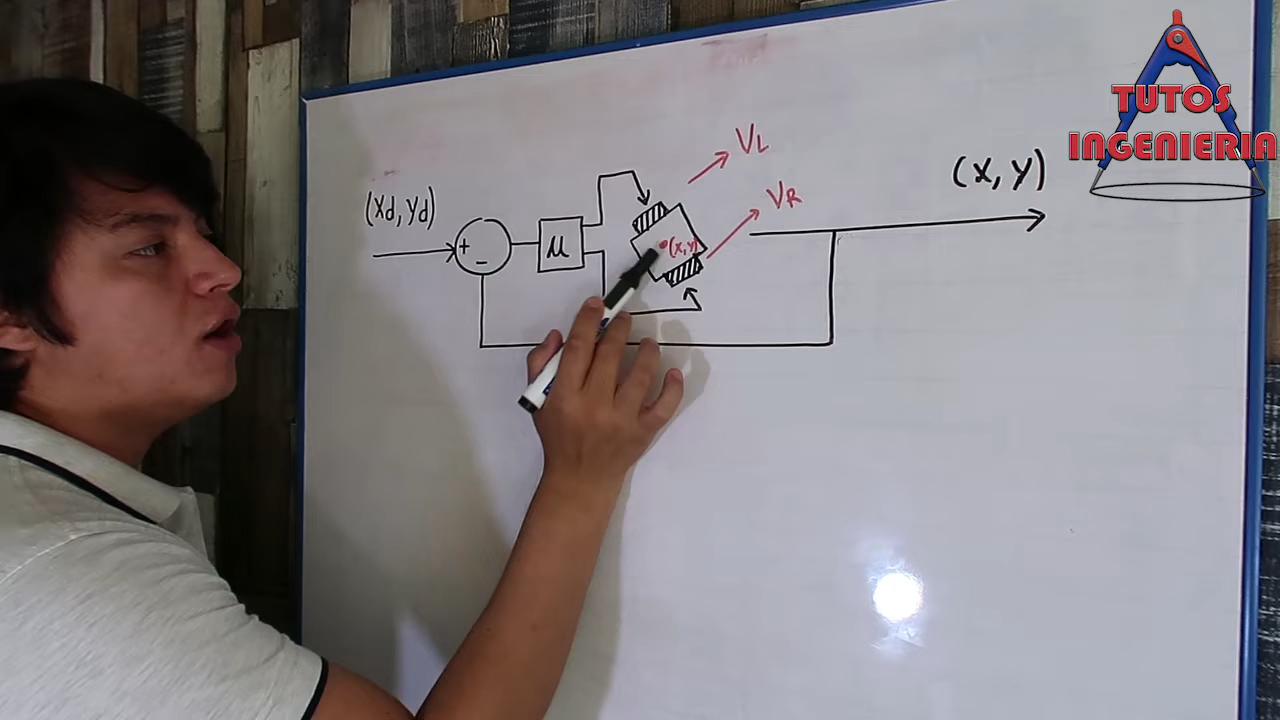 TUTOS
INGENIERIA
VL
(x, y)
(xd, yd)
VR
+
μ
(x, y)
-